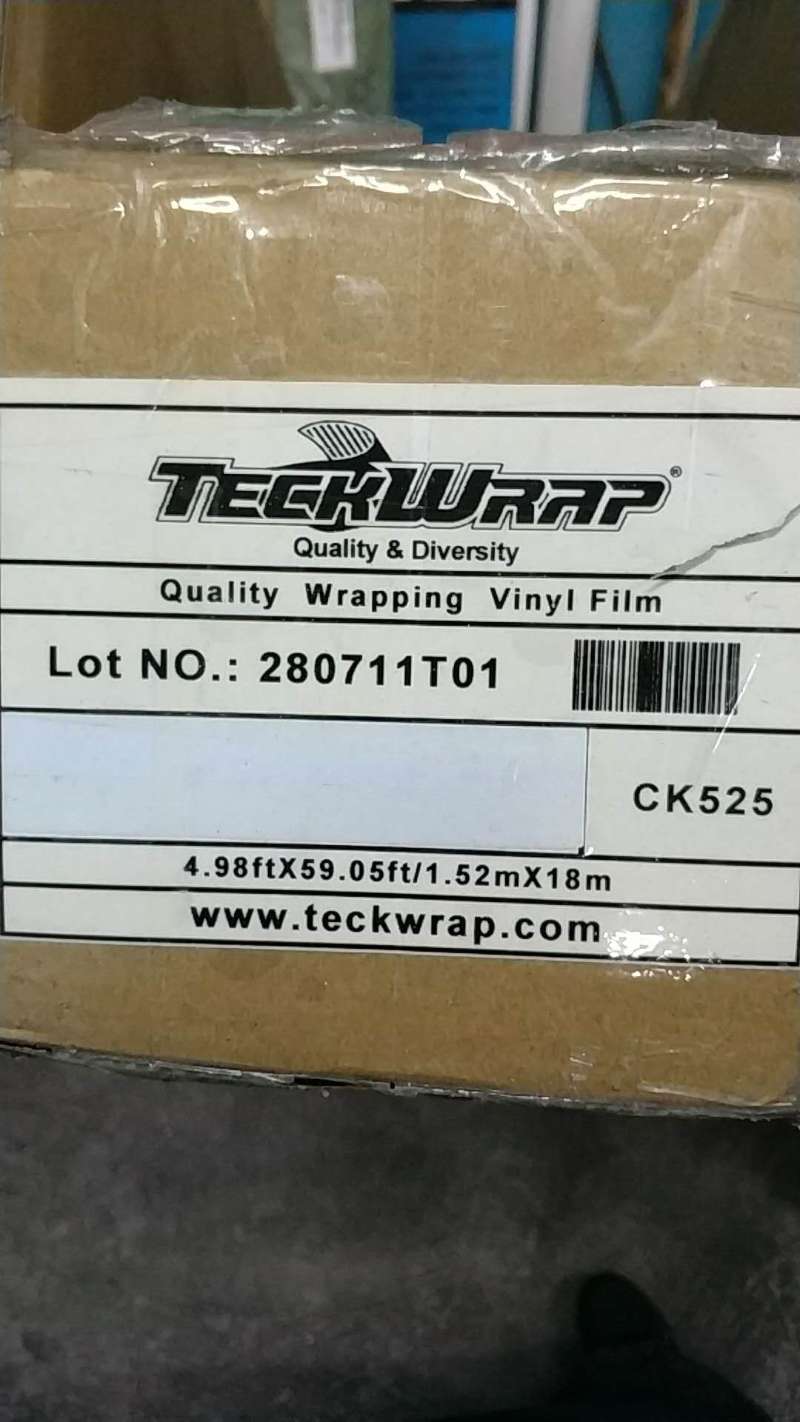 TECKWRAP®
Quality & Diversity
Quality Wrapping Vinyl Film
Lot NO.: 280711T01
CK525
4.98ftX59.05ft/1.52mX18m
www.teckwrap.com